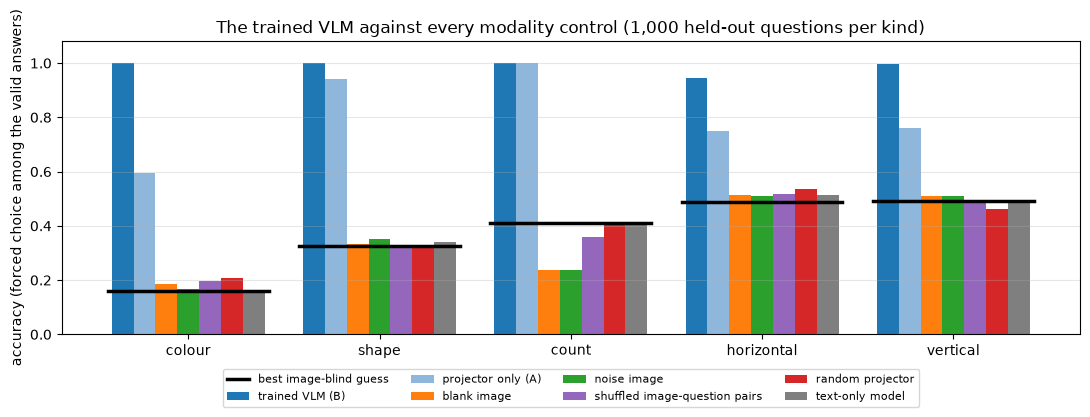 The trained VLM against every modality control (1,000 held-out questions per kind)
accuracy (forced choice among the valid answers)
1.0
0.8
0.6
0.4
0.2
0.0
colour shape count horizontal vertical
best image-blind guess projector only (A) noise image random projector
trained VLM (B) blank image shuffled image-question pairs text-only model